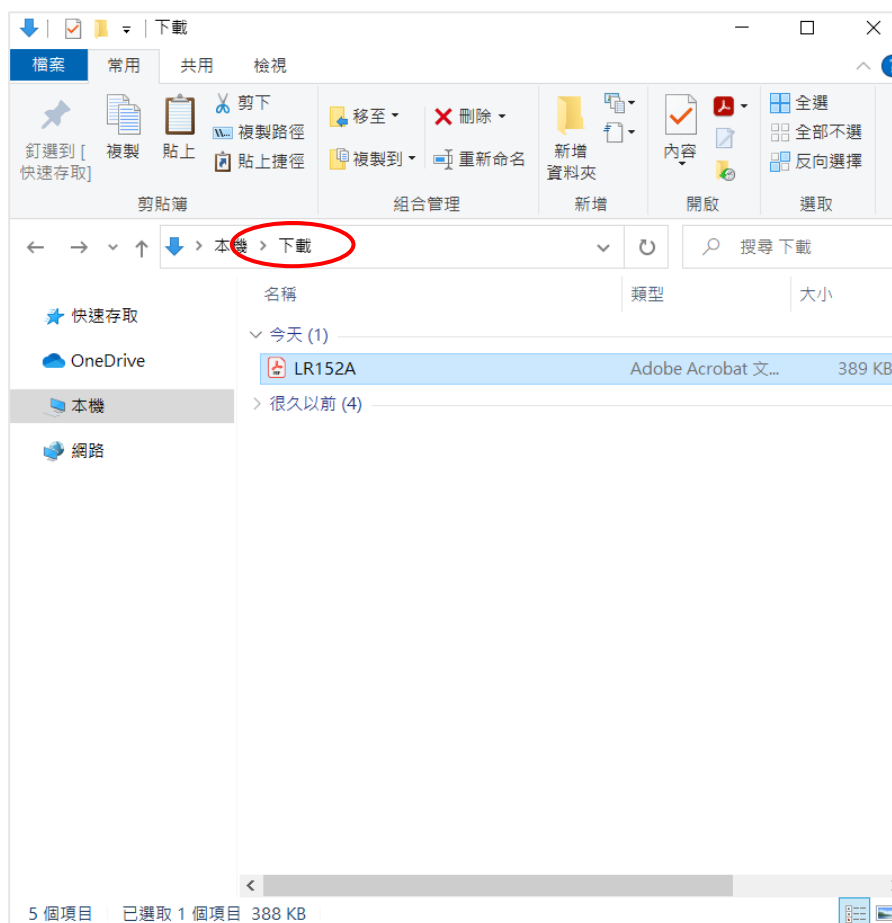 下載
檔案 常用 共用 檢視
釘選到 [快速存取] 複製 貼上 剪下 複製路徑 貼上捷徑
移至 複製到 刪除 重新命名
新增資料夾 內容
全選 全部不選 反向選擇
剪貼簿 組合管理 新增 開啟 選取
本機 > 下載 搜尋 下載
名稱 類型 大小
快速存取
今天 (1)
OneDrive
LR152A Adobe Acrobat 文... 389 KB
本機
很久以前 (4)
網路
5 個項目 已選取 1 個項目 388 KB